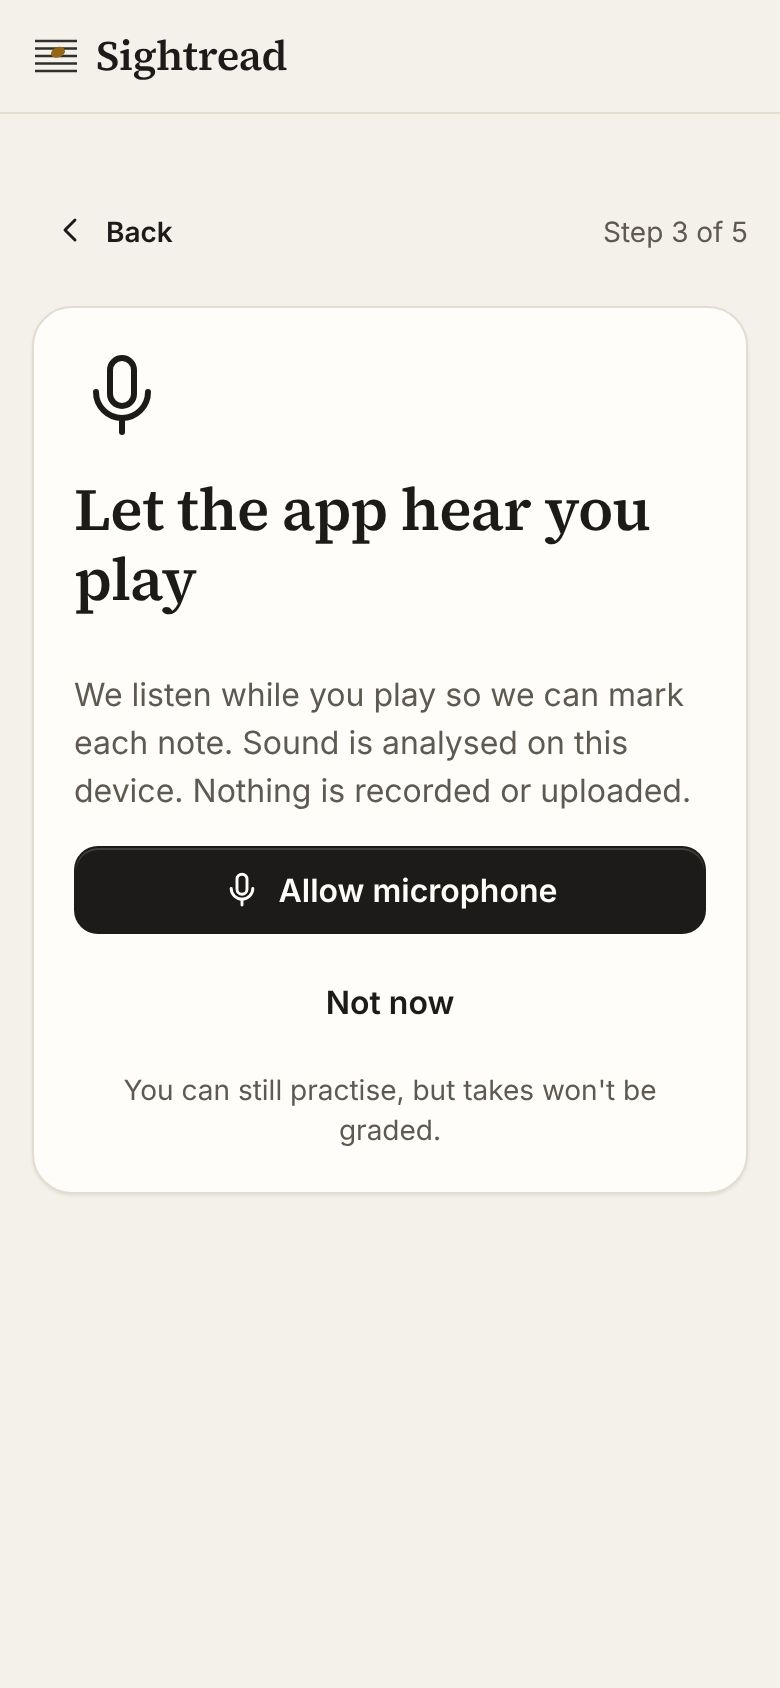 Sightread
Back
Step 3 of 5
Let the app hear you
play
We listen while you play so we can mark
each note. Sound is analysed on this
device. Nothing is recorded or uploaded.
Allow microphone
Not now
You can still practise, but takes won't be
graded.